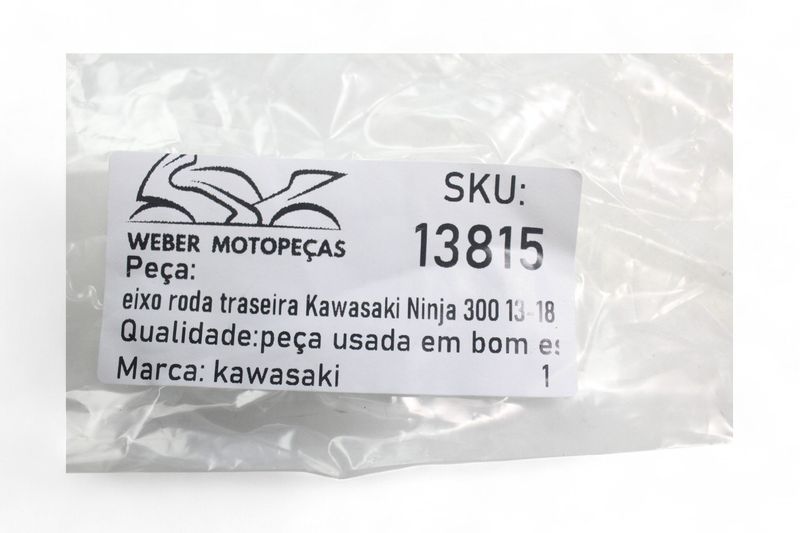 WEBER MOTOPEÇAS
SKU:
13815
Peça:
eixo roda traseira Kawasaki Ninja 300 13-18
Qualidade:peça usada em bom es
Marca: kawasaki
1